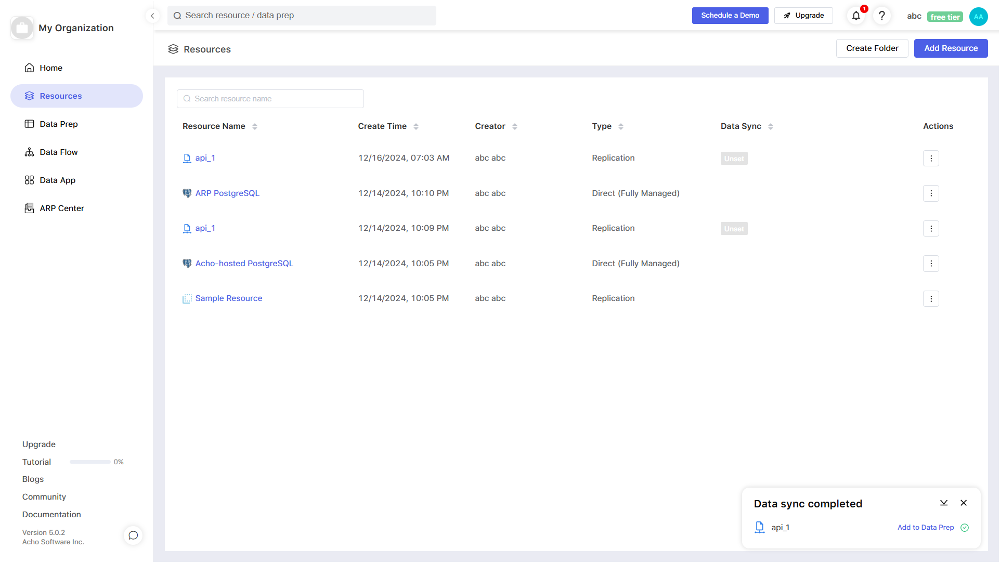 My Organization
Search resource / data prep
Schedule a Demo
Upgrade
1
?
abc
free tier
AA
Home
Resources
Data Prep
Data Flow
Data App
ARP Center
Resources
Create Folder
Add Resource
Search resource name
Resource Name Create Time Creator Type Data Sync Actions
api_1 12/16/2024, 07:03 AM abc abc Replication Unset
ARP PostgreSQL 12/14/2024, 10:10 PM abc abc Direct (Fully Managed)
api_1 12/14/2024, 10:09 PM abc abc Replication Unset
Acho-hosted PostgreSQL 12/14/2024, 10:05 PM abc abc Direct (Fully Managed)
Sample Resource 12/14/2024, 10:05 PM abc abc Replication
Upgrade
Tutorial 0%
Blogs
Community
Documentation
Version 5.0.2
Acho Software Inc.
Data sync completed
api_1 Add to Data Prep